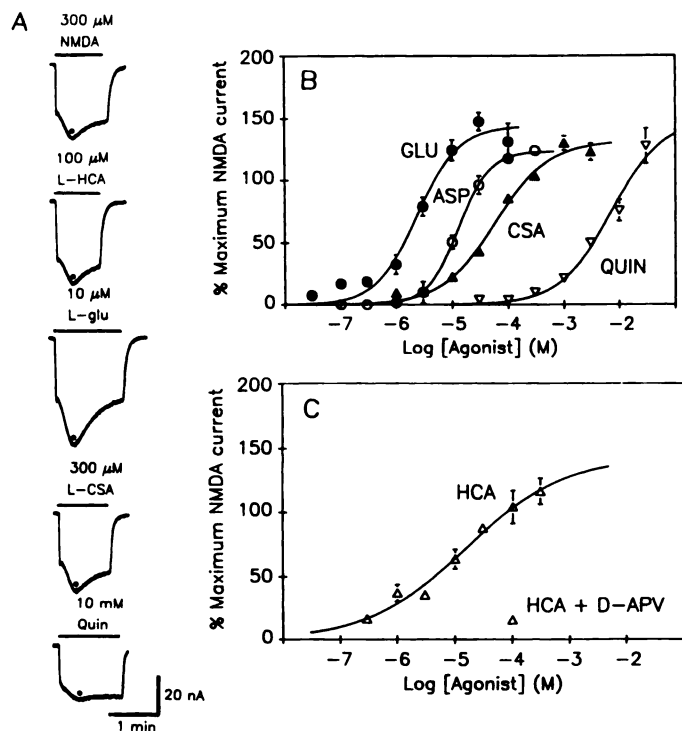 A
300 µM
NMDA
100 µM
L-HCA
10 µM
L-glu
300 µM
L-CSA
10 mM
Quin
20 nA
1 min
B
% Maximum NMDA current
200
150
100
50
0
GLU
ASP
CSA
QUIN
-7 -6 -5 -4 -3 -2
Log [Agonist] (M)
C
% Maximum NMDA current
200
150
100
50
0
HCA
HCA + D-APV
-7 -6 -5 -4 -3 -2
Log [Agonist] (M)